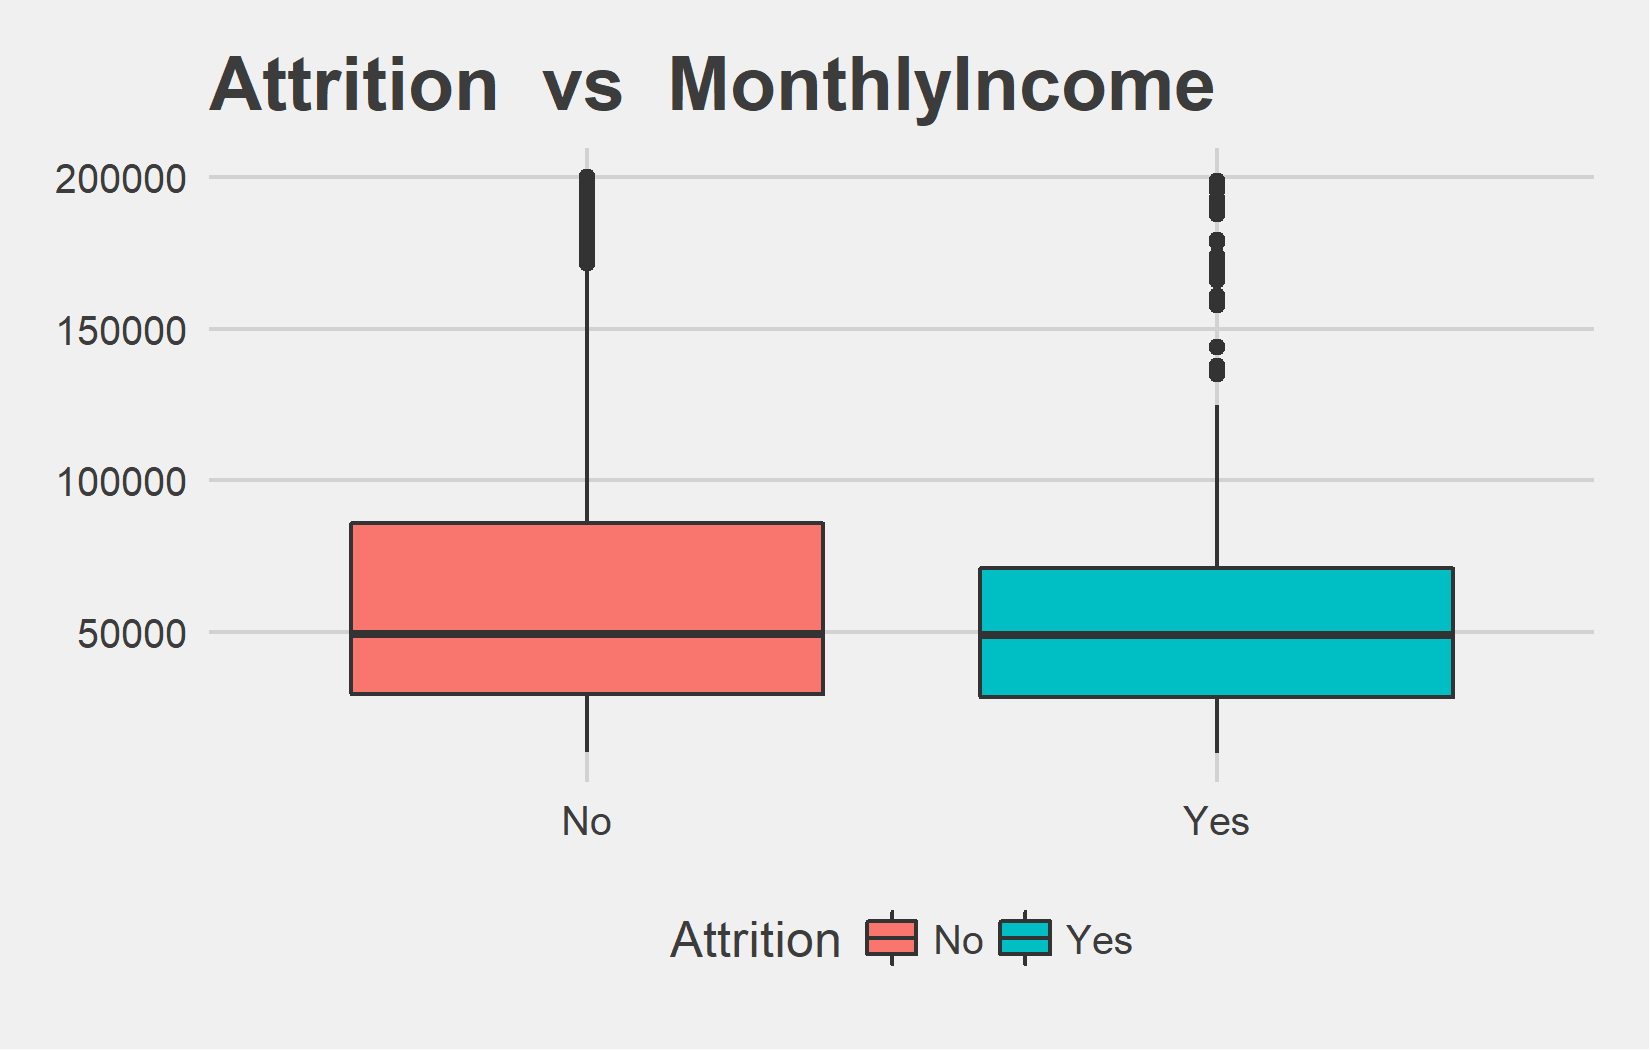 Attrition vs MonthlyIncome
200000
150000
100000
50000
No Yes
Attrition No Yes